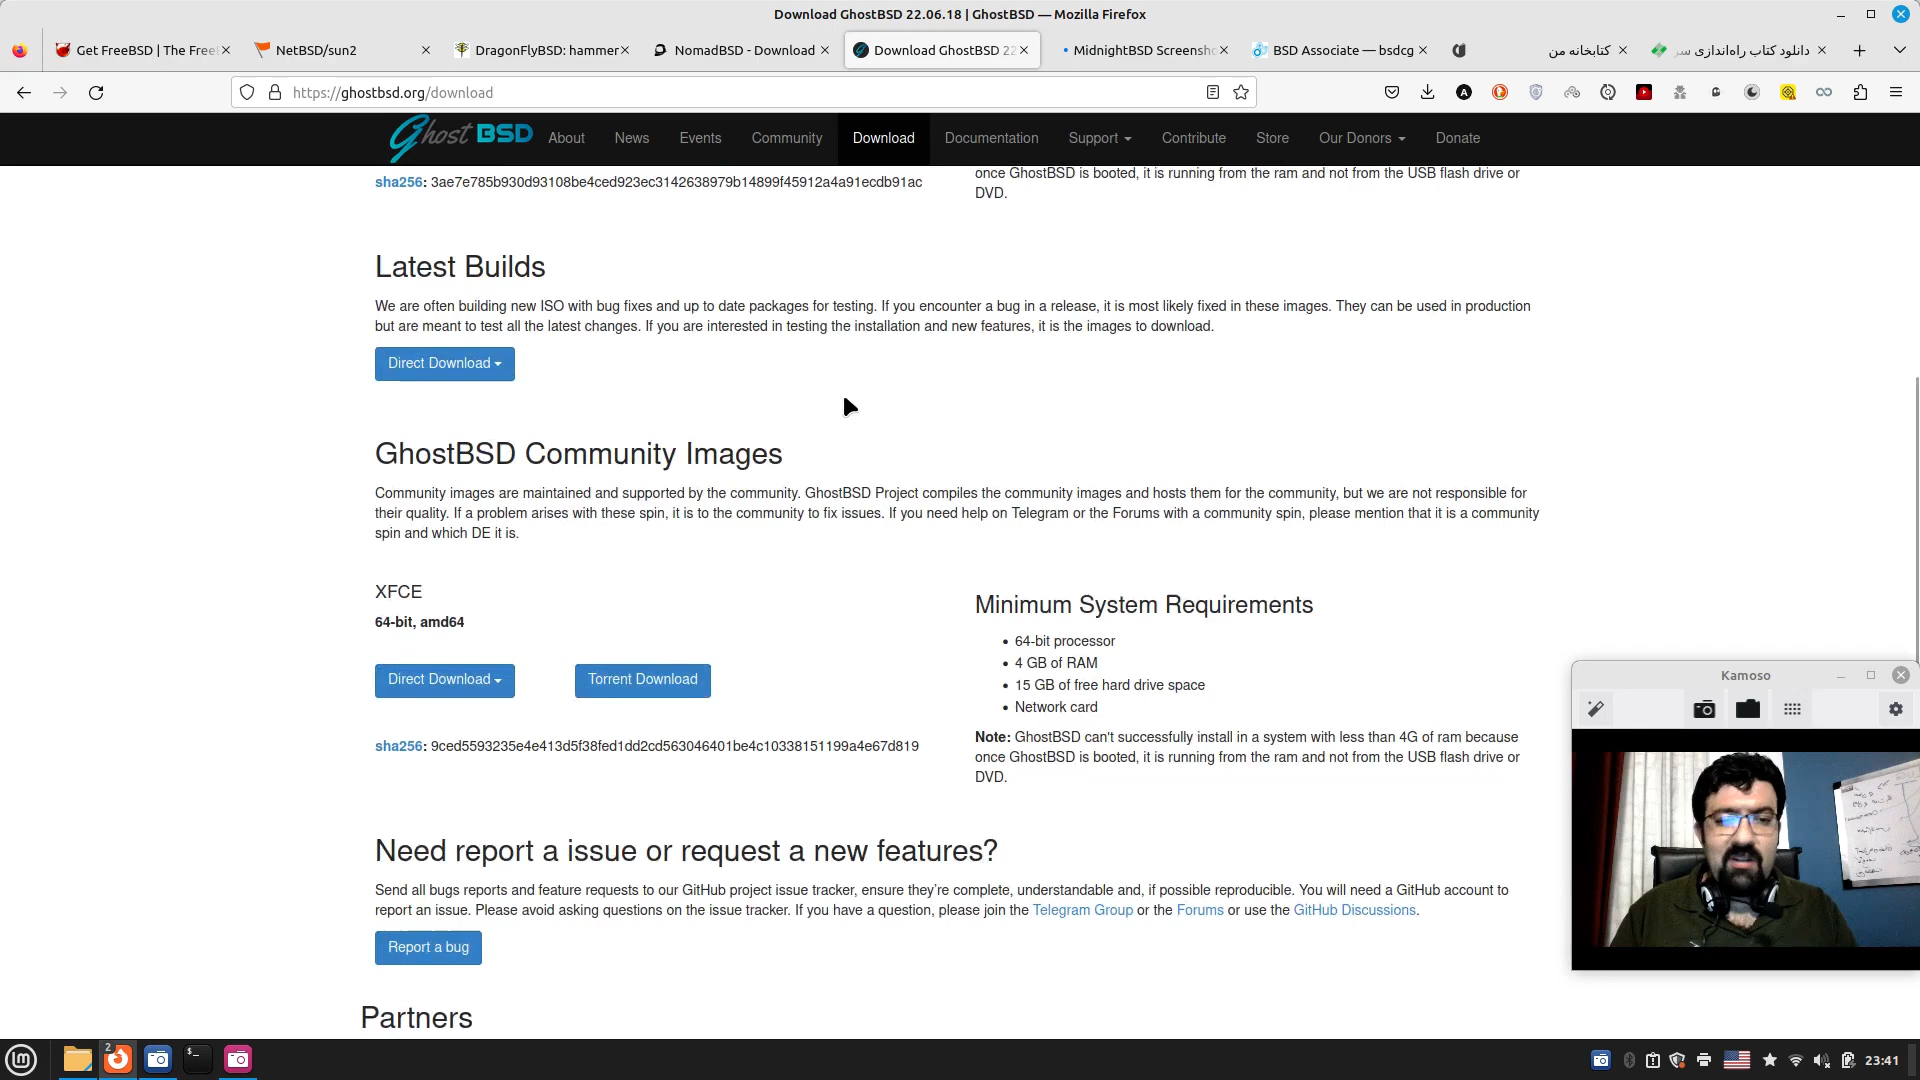 Download GhostBSD 22.06.18 | GhostBSD — Mozilla Firefox
Get FreeBSD | The Free
NetBSD/sun2
DragonFlyBSD: hammer
NomadBSD - Download
Download GhostBSD 22
MidnightBSD Screensho
BSD Associate — bsdcg
کتابخانه من
دانلود کتاب راه‌اندازی سر
https://ghostbsd.org/download
Ghost BSD
About
News
Events
Community
Download
Documentation
Support
Contribute
Store
Our Donors
Donate
sha256: 3ae7e785b930d93108be4ced923ec3142638979b14899f45912a4a91ecdb91ac
once GhostBSD is booted, it is running from the ram and not from the USB flash drive or
DVD.
Latest Builds
We are often building new ISO with bug fixes and up to date packages for testing. If you encounter a bug in a release, it is most likely fixed in these images. They can be used in production
but are meant to test all the latest changes. If you are interested in testing the installation and new features, it is the images to download.
Direct Download
GhostBSD Community Images
Community images are maintained and supported by the community. GhostBSD Project compiles the community images and hosts them for the community, but we are not responsible for
their quality. If a problem arises with these spin, it is to the community to fix issues. If you need help on Telegram or the Forums with a community spin, please mention that it is a community
spin and which DE it is.
XFCE
64-bit, amd64
Direct Download
Torrent Download
sha256: 9ced5593235e4e413d5f38fed1dd2cd563046401be4c10338151199a4e67d819
Minimum System Requirements
• 64-bit processor
• 4 GB of RAM
• 15 GB of free hard drive space
• Network card
Note: GhostBSD can't successfully install in a system with less than 4G of ram because
once GhostBSD is booted, it is running from the ram and not from the USB flash drive or
DVD.
Kamoso
Need report a issue or request a new features?
Send all bugs reports and feature requests to our GitHub project issue tracker, ensure they’re complete, understandable and, if possible reproducible. You will need a GitHub account to
report an issue. Please avoid asking questions on the issue tracker. If you have a question, please join the Telegram Group or the Forums or use the GitHub Discussions.
Report a bug
Partners
2
23:41